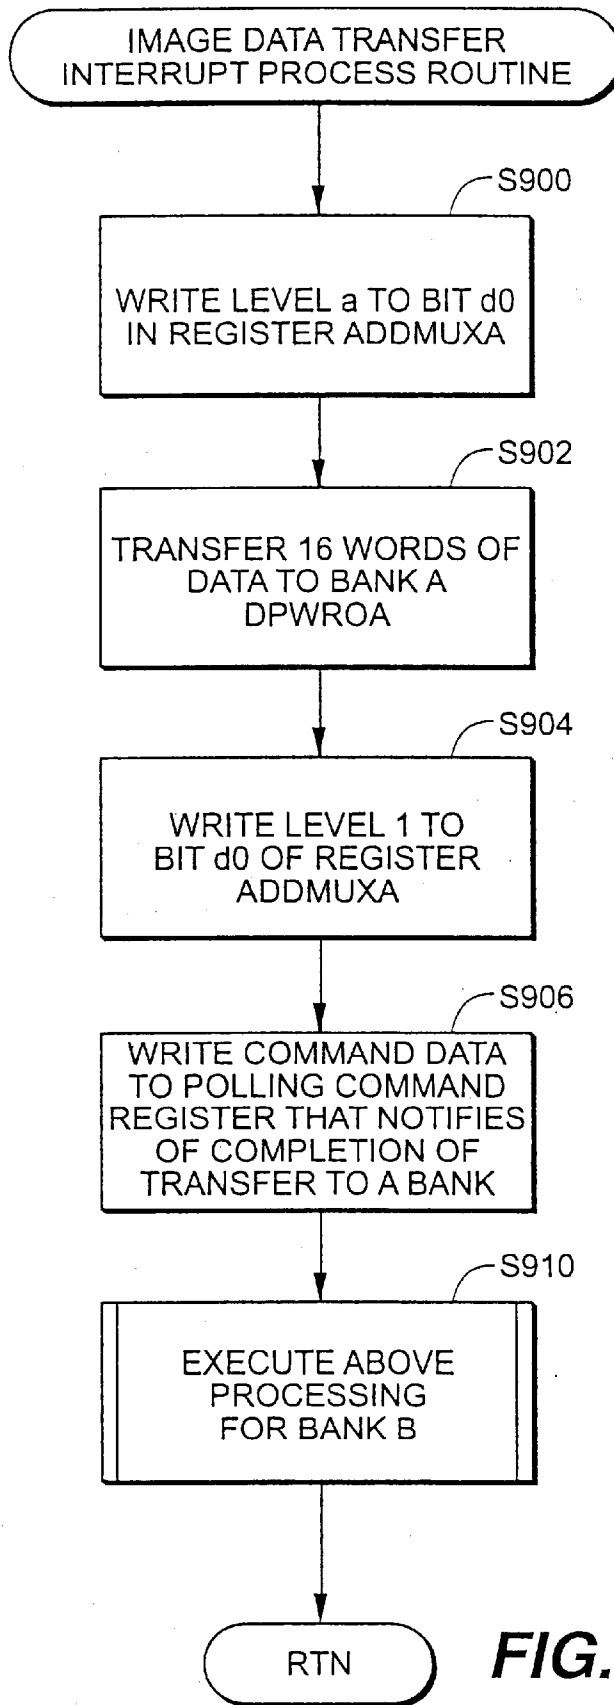 IMAGE DATA TRANSFER
INTERRUPT PROCESS ROUTINE
S900
WRITE LEVEL a TO BIT d0
IN REGISTER ADDMUXA
S902
TRANSFER 16 WORDS OF
DATA TO BANK A
DPWROA
S904
WRITE LEVEL 1 TO
BIT d0 OF REGISTER
ADDMUXA
S906
WRITE COMMAND DATA
TO POLLING COMMAND
REGISTER THAT NOTIFIES
OF COMPLETION OF
TRANSFER TO A BANK
S910
EXECUTE ABOVE
PROCESSING
FOR BANK B
RTN
FIG.